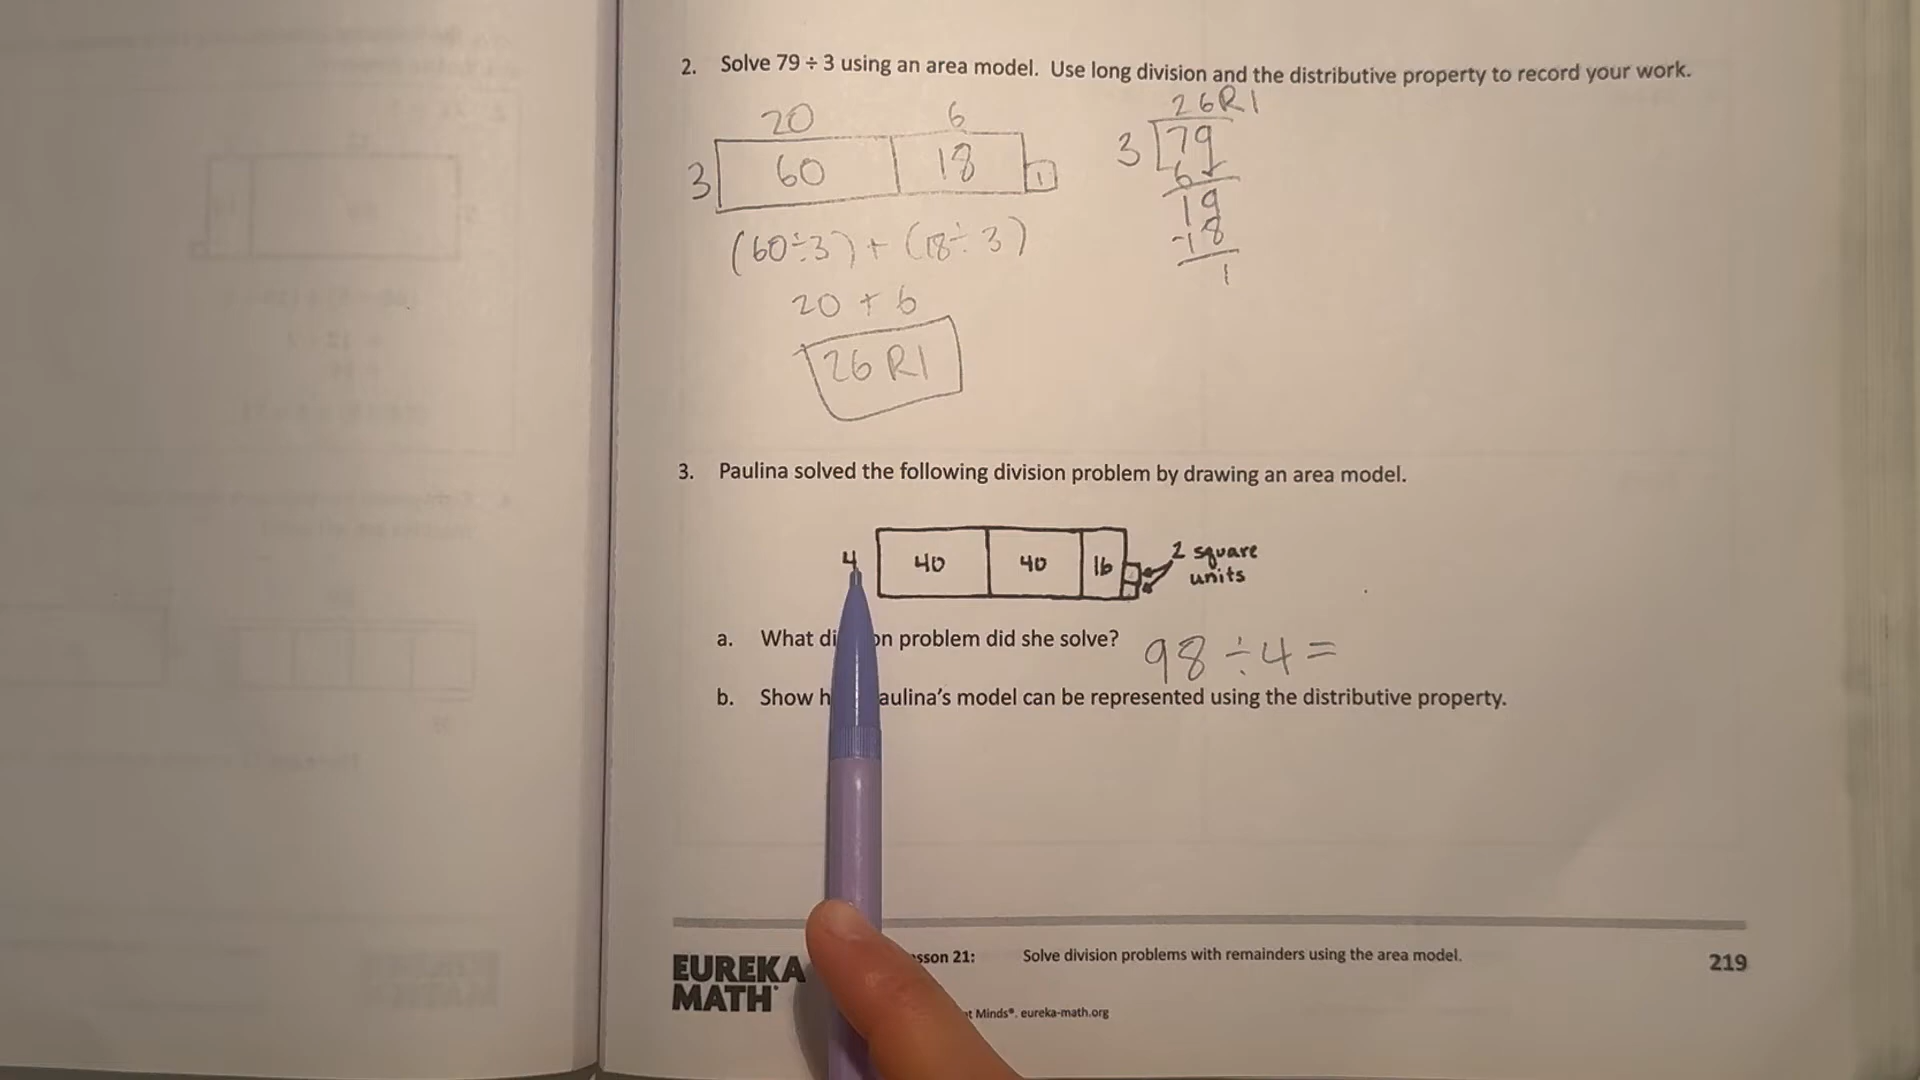 2. Solve 79 ÷ 3 using an area model. Use long division and the distributive property to record your work.
20 6
3 60 18 1
(60÷3) + (18÷3)
20 + 6
26 R1
26R1
3 79
6
19
-18
1
3. Paulina solved the following division problem by drawing an area model.
4 40 40 16 2 square
units
a. What di on problem did she solve? 98 ÷ 4 =
b. Show h aulina's model can be represented using the distributive property.
EUREKA
MATH
sson 21: Solve division problems with remainders using the area model. 219
t Minds®. eureka-math.org